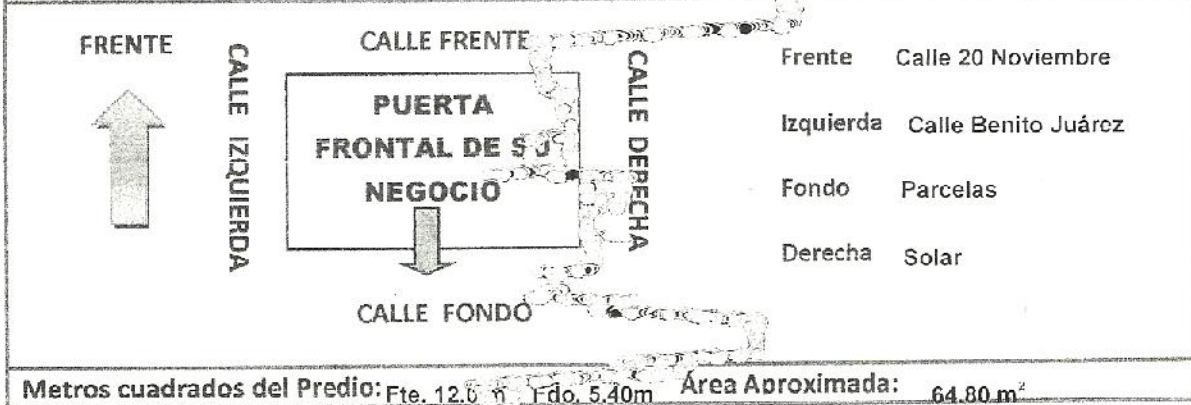 FRENTE
CALLE IZQUIERDA
CALLE FRENTE
PUERTA
FRONTAL DE SU
NEGOCIO
CALLE DERECHA
CALLE FONDO
Frente Calle 20 Noviembre
Izquierda Calle Benito Juárez
Fondo Parcelas
Derecha Solar
Metros cuadrados del Predio: Fte. Fdo. 5.40m Área Aproximada: 64.80 m²